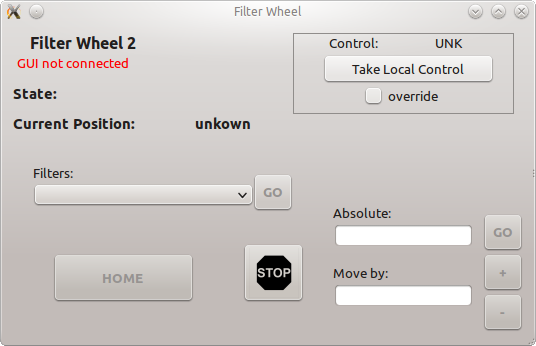 Filter Wheel
Filter Wheel 2
GUI not connected
Control: UNK
Take Local Control
override
State:
Current Position: unkown
Filters:
GO
Absolute:
GO
HOME
STOP
Move by:
+
-